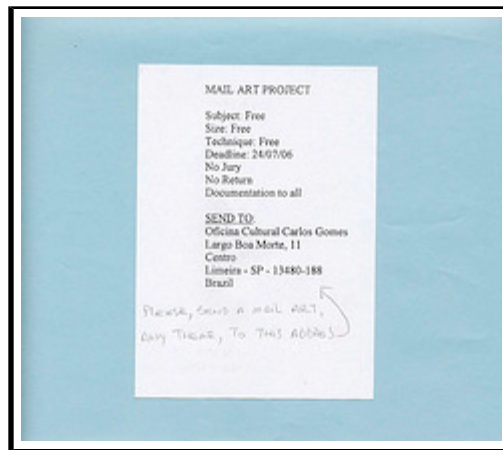 MAIL ART PROJECT
Subject: Free
Size: Free
Technique: Free
Deadline: 24/07/06
No Jury
No Return
Documentation to all
SEND TO:
Oficina Cultural Carlos Gomes
Largo Boa Morte, 11
Centro
Limeira - SP - 13480-188
Brazil
PLEASE, SEND A MAIL ART,
ANY THEME, TO THIS ADDRES